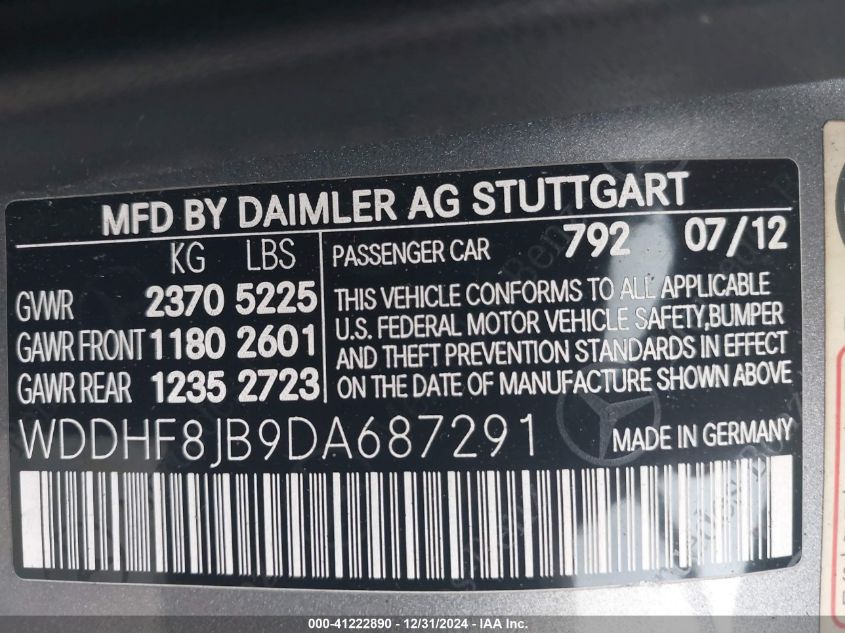 MFD BY DAIMLER AG STUTTGART
KG LBS
GVWR 2370 5225
GAWR FRONT 1180 2601
GAWR REAR 1235 2723
PASSENGER CAR 792 07/12
THIS VEHICLE CONFORMS TO ALL APPLICABLE
U.S. FEDERAL MOTOR VEHICLE SAFETY,BUMPER
AND THEFT PREVENTION STANDARDS IN EFFECT
ON THE DATE OF MANUFACTURE SHOWN ABOVE
WDDHF8JB9DA687291 MADE IN GERMANY
000-41222890 - 12/31/2024 - IAA Inc.